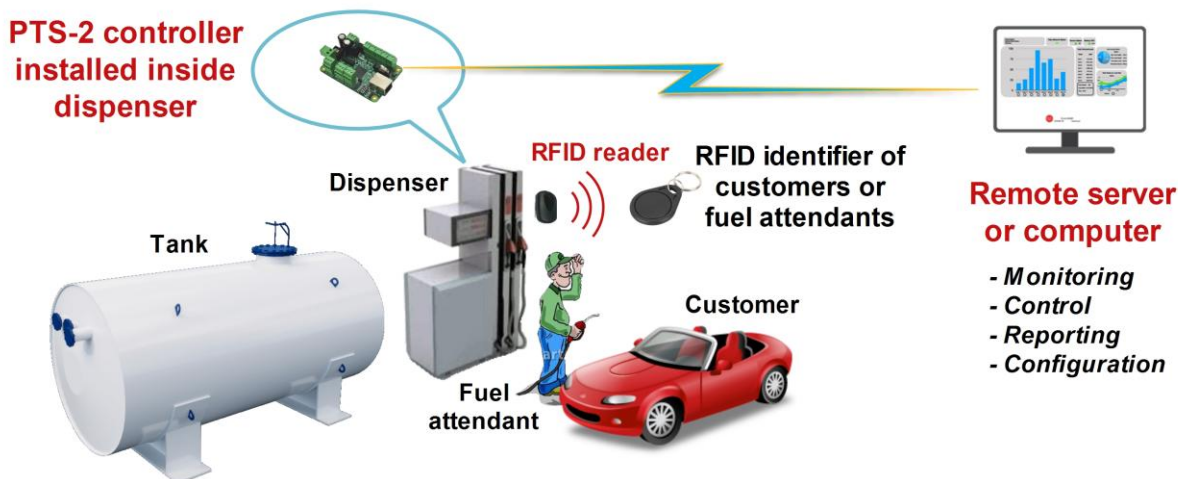 PTS-2 controller
installed inside
dispenser
RFID reader
RFID identifier of
customers or
fuel attendants
Dispenser
Tank
Remote server
or computer
- Monitoring
- Control
- Reporting
- Configuration
Customer
Fuel
attendant